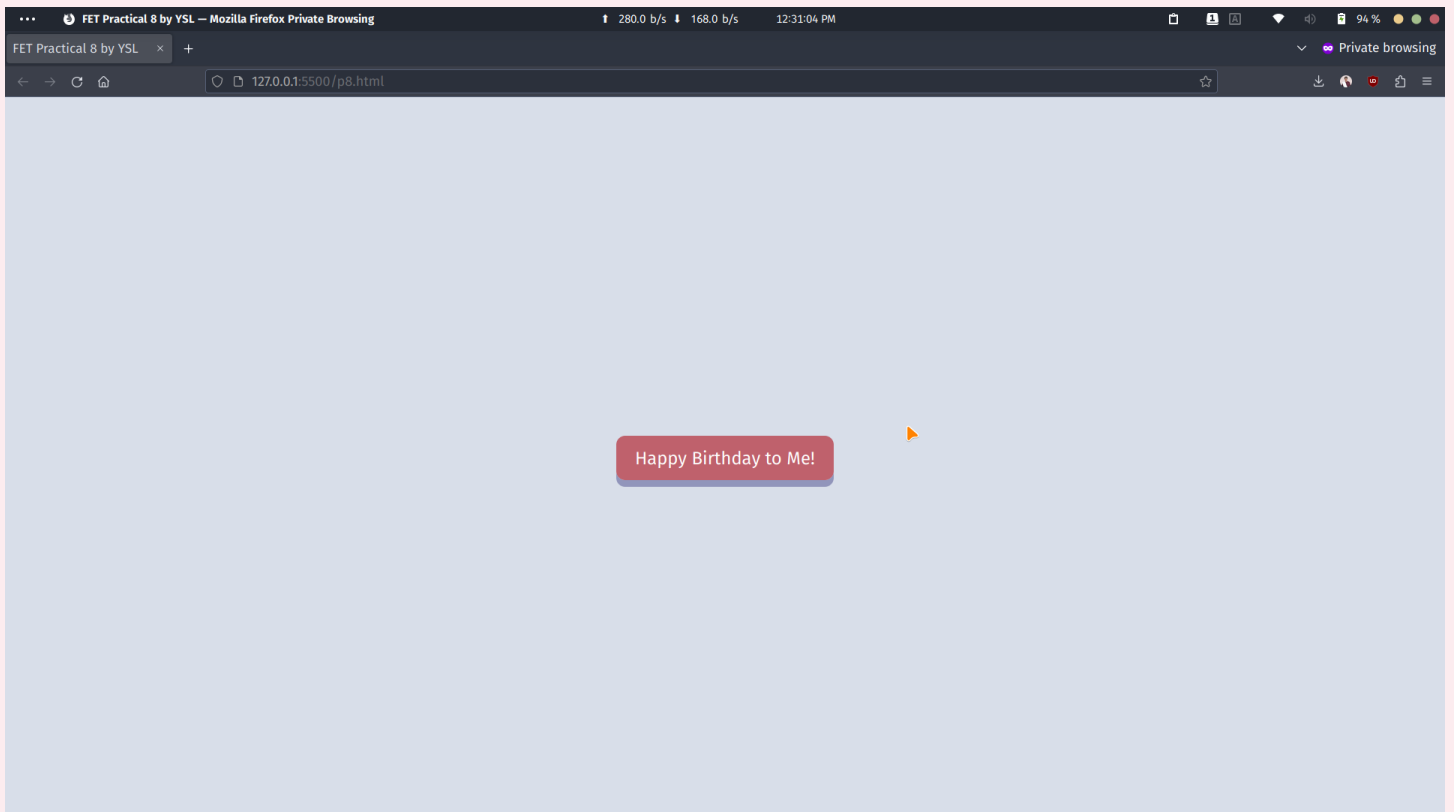 FET Practical 8 by YSL — Mozilla Firefox Private Browsing
280.0 b/s 168.0 b/s
12:31:04 PM
1 A
94 %
FET Practical 8 by YSL
Private browsing
127.0.0.1:5500/p8.html
Happy Birthday to Me!